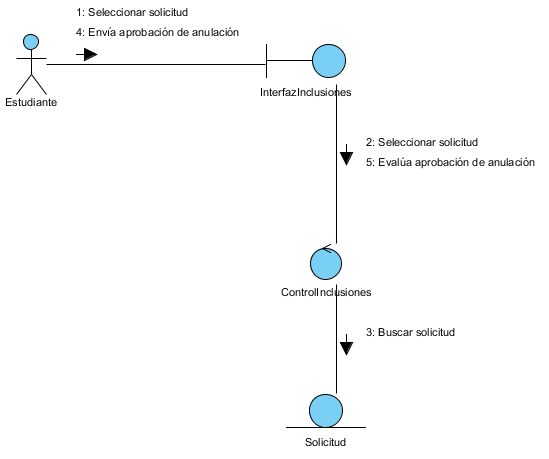 1: Seleccionar solicitud
4: Envía aprobación de anulación
Estudiante
InterfazInclusiones
2: Seleccionar solicitud
5: Evalúa aprobación de anulación
ControlInclusiones
3: Buscar solicitud
Solicitud